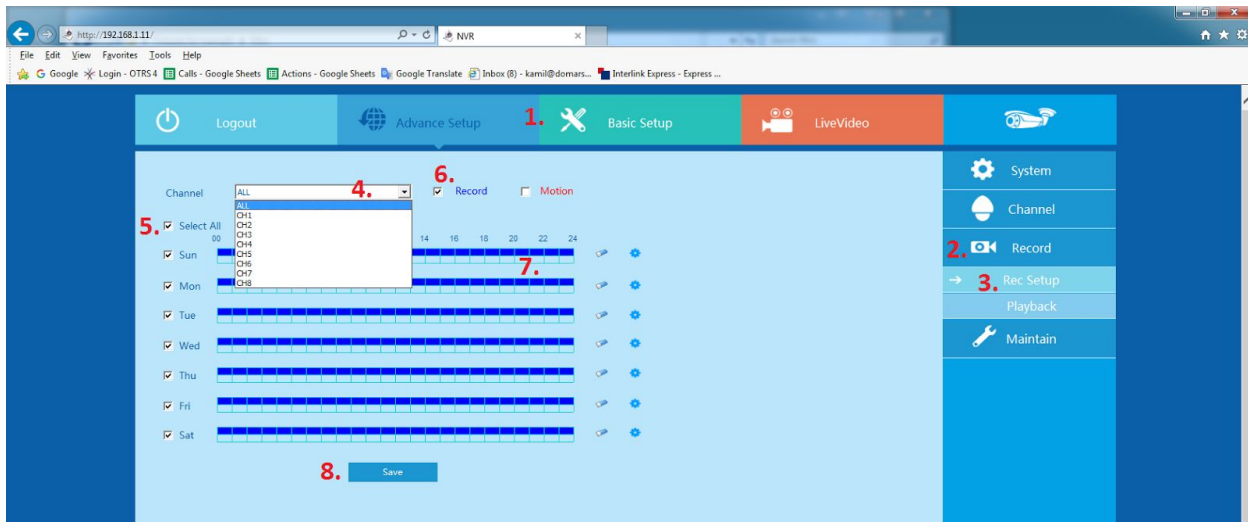 http://192.168.1.11/
NVR
File Edit View Favorites Tools Help
Google Login - OTRS 4 Calls - Google Sheets Actions - Google Sheets Google Translate Inbox (8) - kamil@domars... Interlink Express - Express ...
Logout Advance Setup 1. Basic Setup LiveVideo
System
Channel
2. Record
3. Rec Setup
Playback
Maintain
Channel ALL 4. 6. Record Motion
ALL
CH1
CH2
CH3
CH4
CH5
CH6
CH7
CH8
5. Select All
00 14 16 18 20 22 24
Sun
7.
Mon
Tue
Wed
Thu
Fri
Sat
8. Save